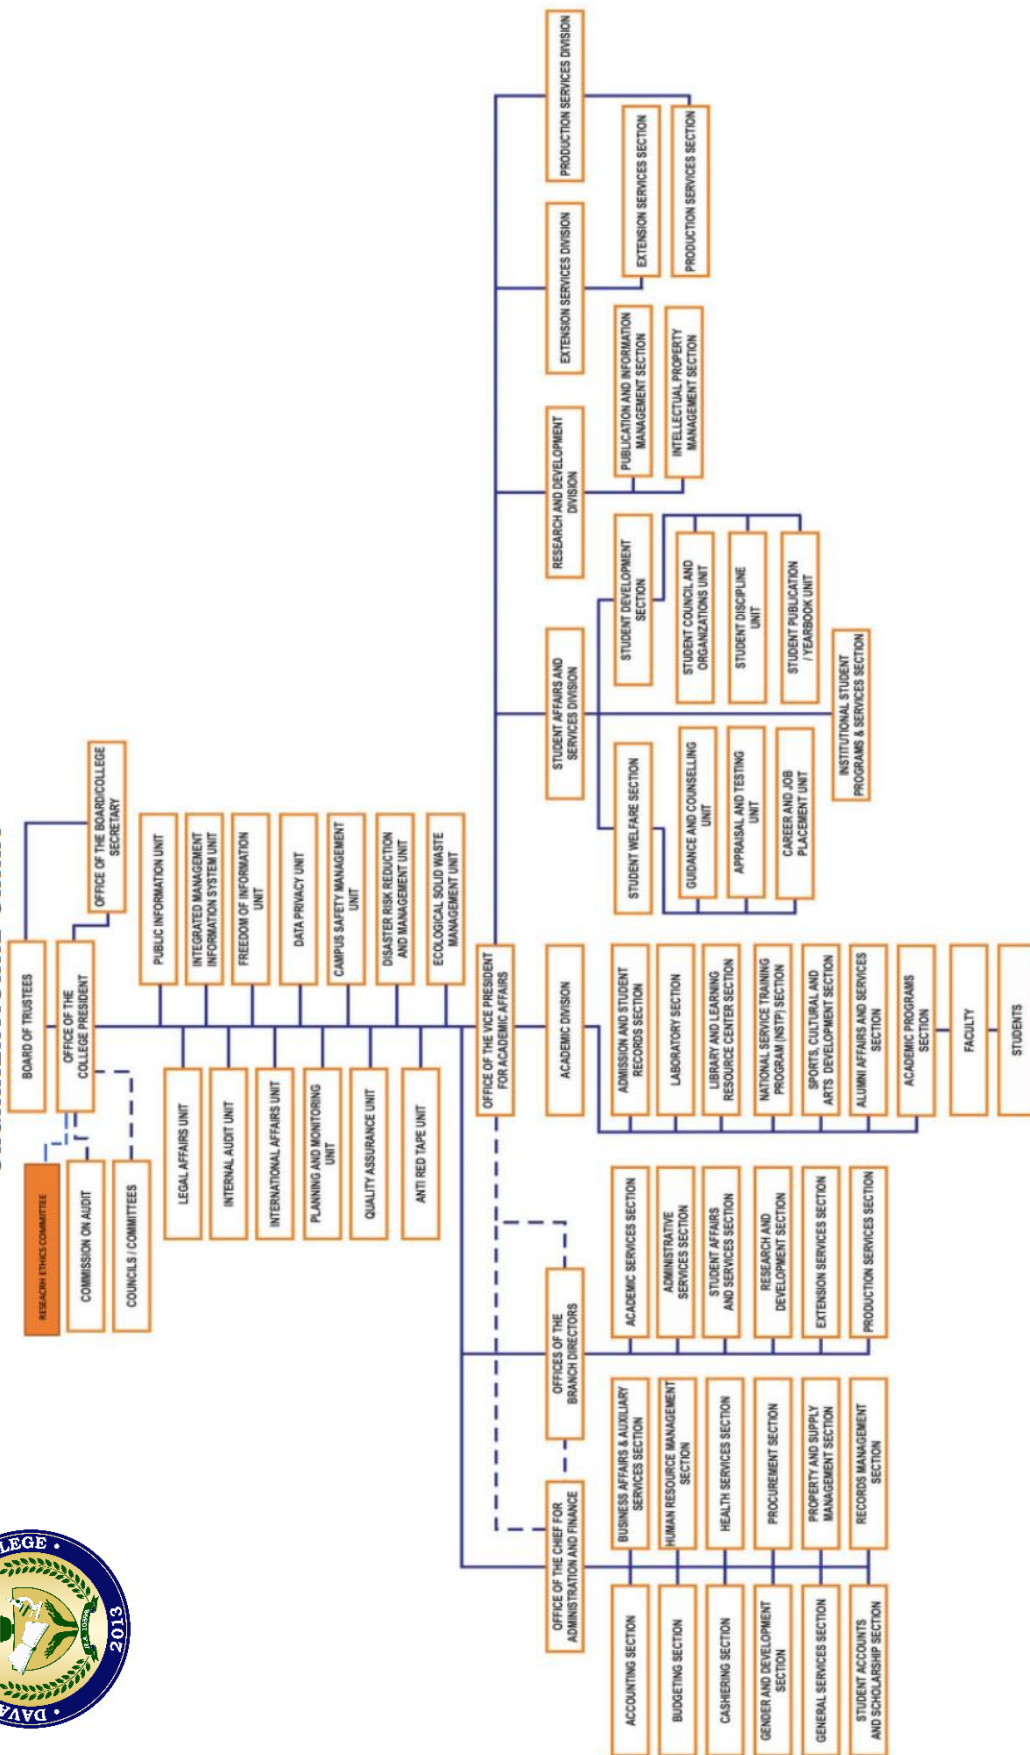 LEGE •
DAVA
2013
R.A. 10598
BOARD OF TRUSTEES
OFFICE OF THE
COLLEGE PRESIDENT
OFFICE OF THE BOARD/COLLEGE
SECRETARY
RESEACRH ETHICS COMMITTEE
COMMISSION ON AUDIT
COUNCILS / COMMITTEES
LEGAL AFFAIRS UNIT
INTERNAL AUDIT UNIT
INTERNATIONAL AFFAIRS UNIT
PLANNING AND MONITORING
UNIT
QUALITY ASSURANCE UNIT
ANTI RED TAPE UNIT
PUBLIC INFORMATION UNIT
INTEGRATED MANAGEMENT
INFORMATION SYSTEM UNIT
FREEDOM OF INFORMATION
UNIT
DATA PRIVACY UNIT
CAMPUS SAFETY MANAGEMENT
UNIT
DISASTER RISK REDUCTION
AND MANAGEMENT UNIT
ECOLOGICAL SOLID WASTE
MANAGEMENT UNIT
OFFICE OF THE VICE PRESIDENT
FOR ACADEMIC AFFAIRS
OFFICE OF THE CHIEF FOR
ADMINISTRATION AND FINANCE
ACCOUNTING SECTION
BUDGETING SECTION
CASHIERING SECTION
GENDER AND DEVELOPMENT
SECTION
GENERAL SERVICES SECTION
STUDENT ACCOUNTS
AND SCHOLARSHIP SECTION
BUSINESS AFFAIRS & AUXILIARY
SERVICES SECTION
HUMAN RESOURCE MANAGEMENT
SECTION
HEALTH SERVICES SECTION
PROCUREMENT SECTION
PROPERTY AND SUPPLY
MANAGEMENT SECTION
RECORDS MANAGEMENT
SECTION
OFFICES OF THE
BRANCH DIRECTORS
ACADEMIC SERVICES SECTION
ADMINISTRATIVE
SERVICES SECTION
STUDENT AFFAIRS
AND SERVICES SECTION
RESEARCH AND
DEVELOPMENT SECTION
EXTENSION SERVICES SECTION
PRODUCTION SERVICES SECTION
ACADEMIC DIVISION
ADMISSION AND STUDENT
RECORDS SECTION
LABORATORY SECTION
LIBRARY AND LEARNING
RESOURCE CENTER SECTION
NATIONAL SERVICE TRAINING
PROGRAM (NSTP) SECTION
SPORTS, CULTURAL AND
ARTS DEVELOPMENT SECTION
ALUMNI AFFAIRS AND SERVICES
SECTION
ACADEMIC PROGRAMS
SECTION
FACULTY
STUDENTS
STUDENT AFFAIRS AND
SERVICES DIVISION
STUDENT WELFARE SECTION
GUIDANCE AND COUNSELLING
UNIT
APPRAISAL AND TESTING
UNIT
CAREER AND JOB
PLACEMENT UNIT
STUDENT DEVELOPMENT
SECTION
STUDENT COUNCIL AND
ORGANIZATIONS UNIT
STUDENT DISCIPLINE
UNIT
STUDENT PUBLICATION
/ YEARBOOK UNIT
INSTITUTIONAL STUDENT
PROGRAMS & SERVICES SECTION
RESEARCH AND DEVELOPMENT
DIVISION
PUBLICATION AND INFORMATION
MANAGEMENT SECTION
INTELLECTUAL PROPERTY
MANAGEMENT SECTION
EXTENSION SERVICES DIVISION
EXTENSION SERVICES SECTION
PRODUCTION SERVICES DIVISION
PRODUCTION SERVICES SECTION